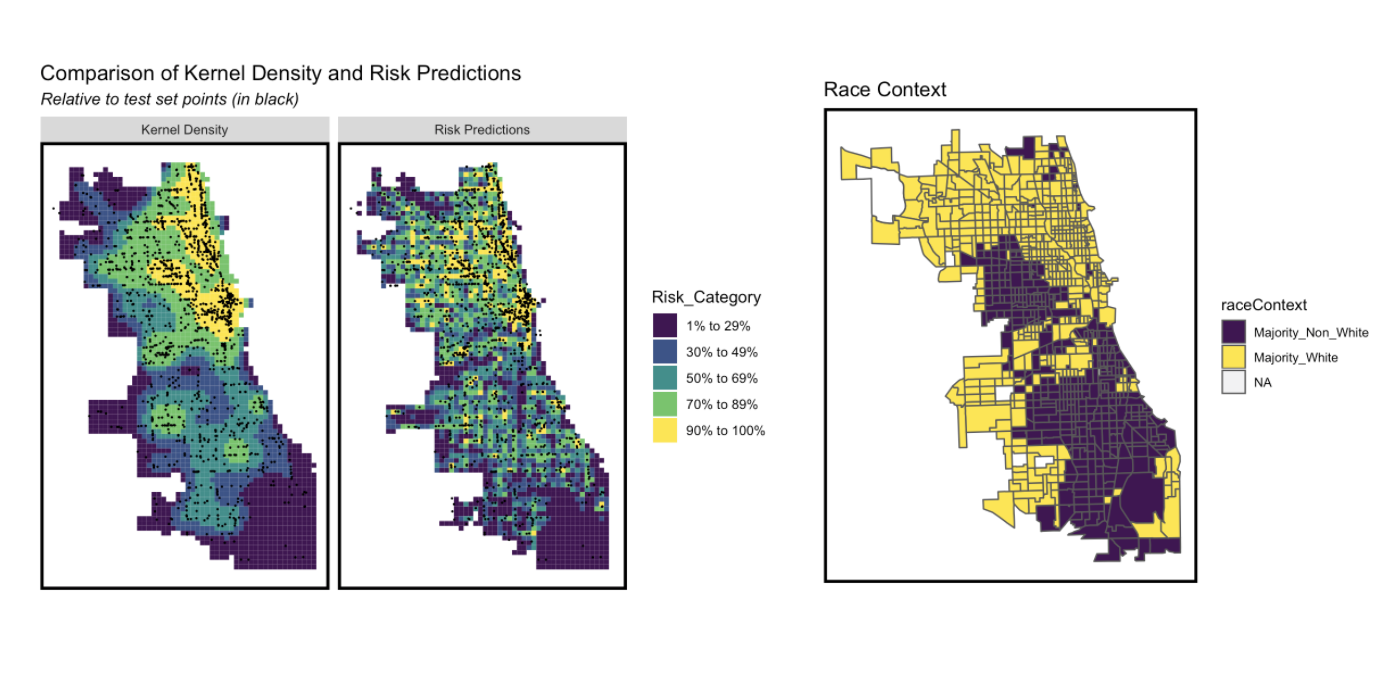 Comparison of Kernel Density and Risk Predictions
Relative to test set points (in black)
Kernel Density
Risk Predictions
Risk_Category
1% to 29%
30% to 49%
50% to 69%
70% to 89%
90% to 100%
Race Context
raceContext
Majority_Non_White
Majority_White
NA